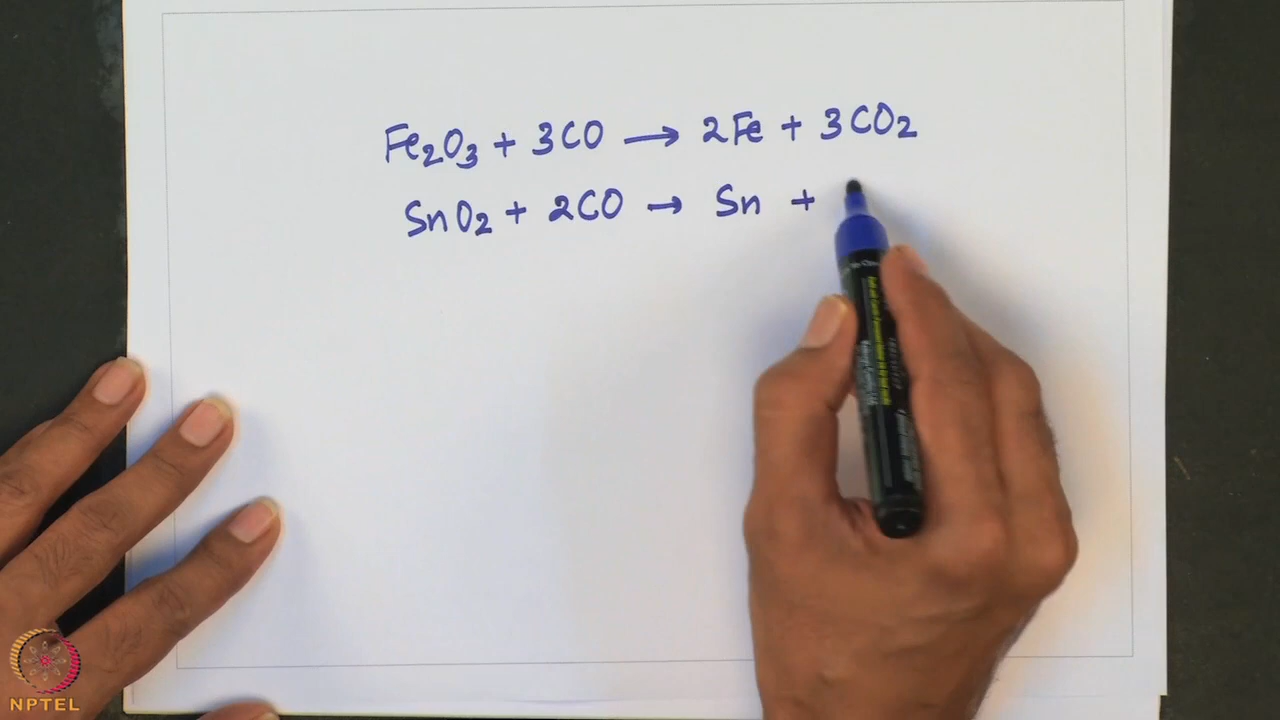 Fe₂O₃ + 3CO → 2Fe + 3CO₂
SnO₂ + 2CO → Sn +
NPTEL